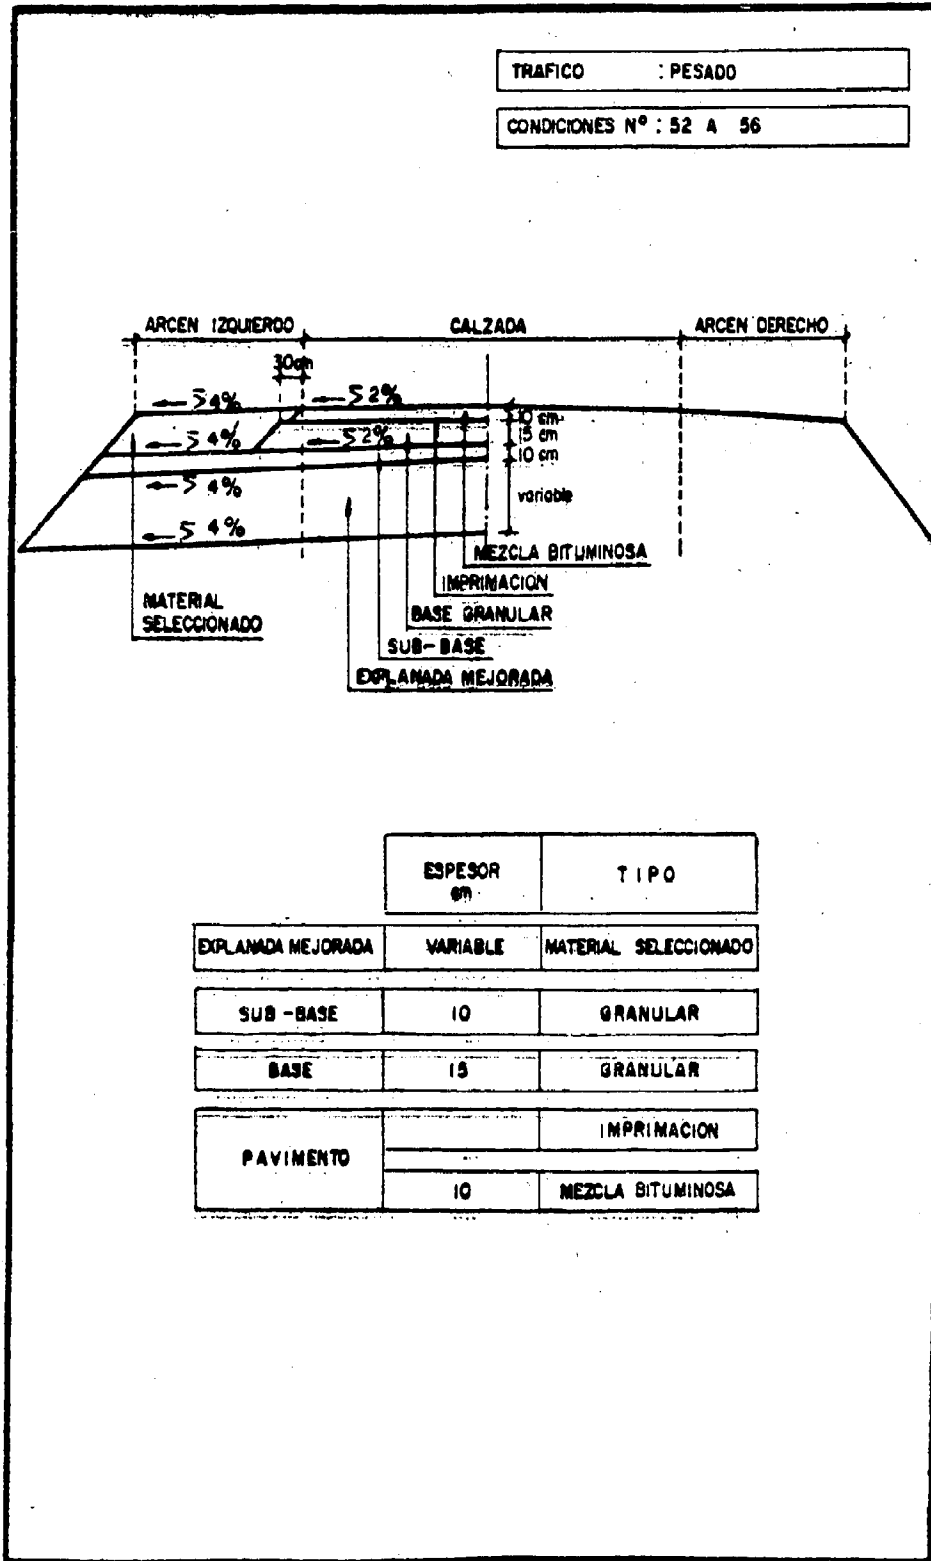 TRAFICO : PESADO
CONDICIONES Nº : 52 A 56
ARCEN IZQUIERDO CALZADA ARCEN DERECHO
30cm
≥4% ≥2%
10 cm
≥4% ≥2% 15 cm
10 cm
≥ 4%
variable
≥ 4%
MEZCLA BITUMINOSA
IMPRIMACION
MATERIAL
SELECCIONADO
BASE GRANULAR
SUB-BASE
EXPLANADA MEJORADA
ESPESOR
cm
TIPO
EXPLANADA MEJORADA VARIABLE MATERIAL SELECCIONADO
SUB-BASE 10 GRANULAR
BASE 15 GRANULAR
PAVIMENTO
IMPRIMACION
10 MEZCLA BITUMINOSA